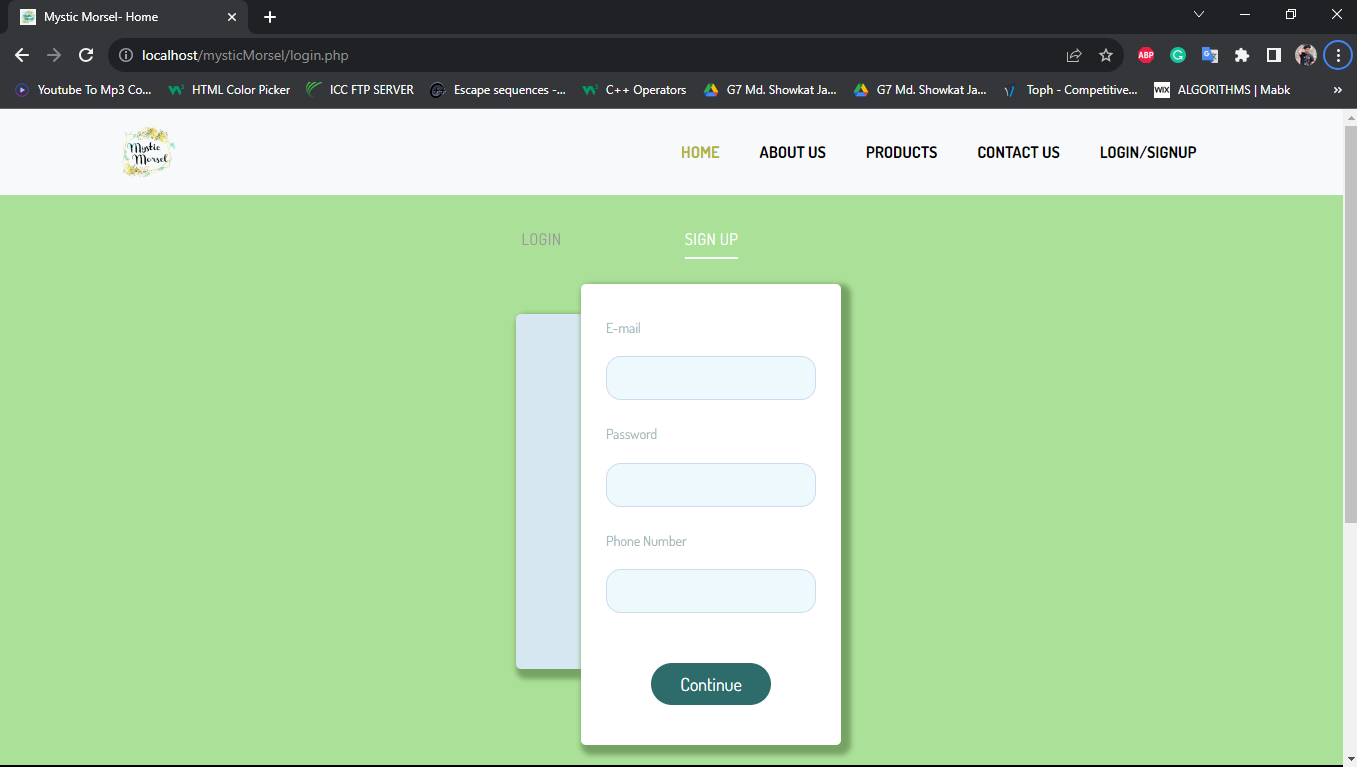 Mystic Morsel- Home
localhost/mysticMorsel/login.php
ABP
G
Youtube To Mp3 Co...
HTML Color Picker
ICC FTP SERVER
Escape sequences -...
C++ Operators
G7 Md. Showkat Ja...
G7 Md. Showkat Ja...
Toph - Competitive...
WIX
ALGORITHMS | Mabk
»
Mystic
Morsel
HOME
ABOUT US
PRODUCTS
CONTACT US
LOGIN/SIGNUP
LOGIN
SIGN UP
E-mail
Password
Phone Number
Continue